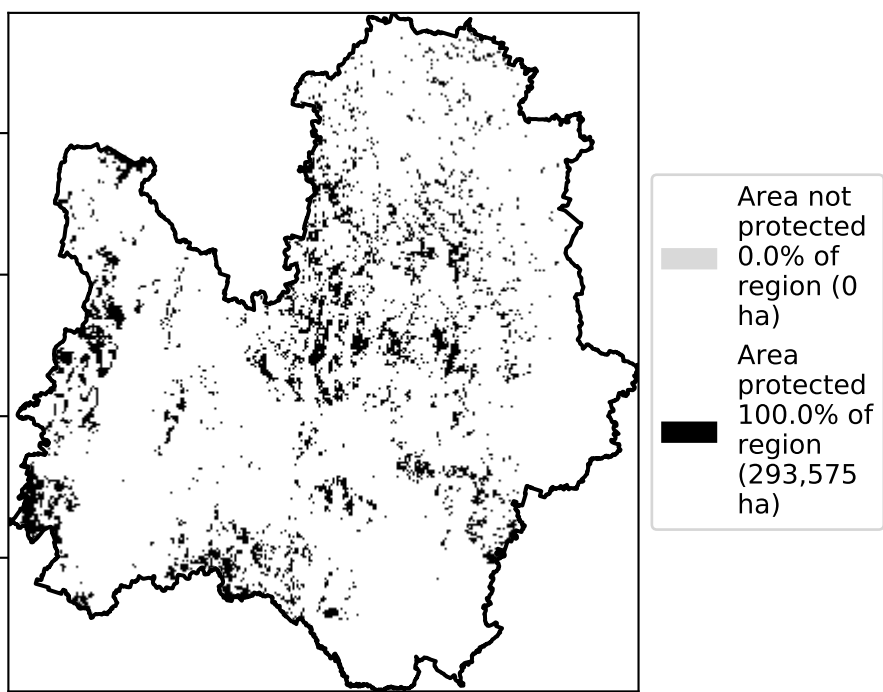 Area not
protected
0.0% of
region (0
ha)
Area
protected
100.0% of
region
(293,575
ha)